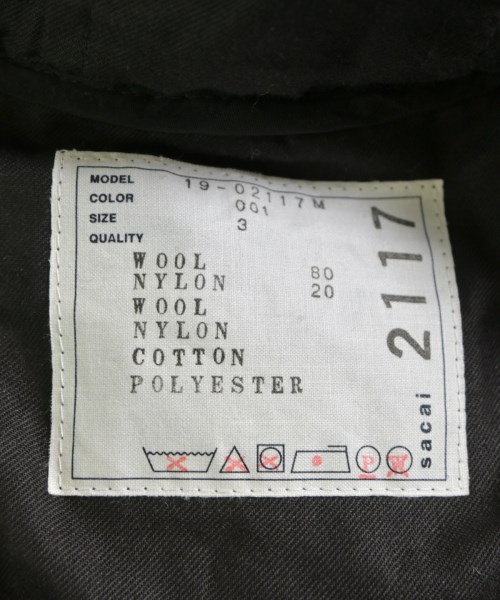 MODEL 19-02117M
COLOR 001
SIZE 3
QUALITY
WOOL 80
NYLON 20
WOOL
NYLON
COTTON
POLYESTER
P W
sacai 2117